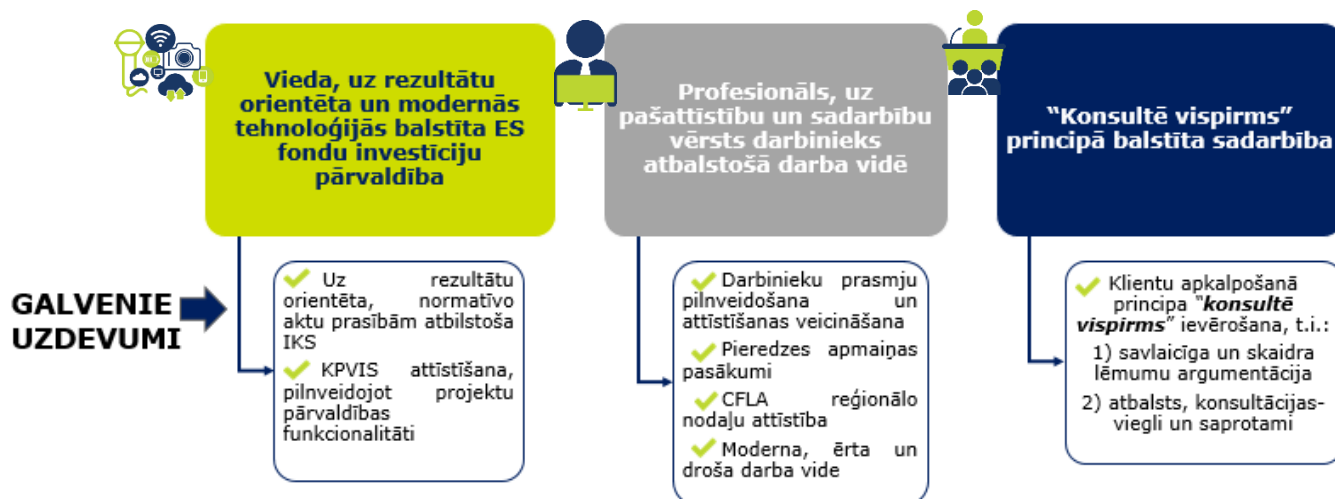 Vieda, uz rezultātu
orientēta un modernās
tehnoloģijās balstīta ES
fondu investīciju
pārvaldība
Profesionāls, uz
pašattīstību un sadarbību
vērsts darbinieks
atbalstošā darba vidē
“Konsultē vispirms”
principā balstīta sadarbība
GALVENIE
UZDEVUMI
Uz rezultātu
orientēta, normatīvo
aktu prasībām atbilstoša
IKS
KPVIS attīstīšana,
pilnveidojot projektu
pārvaldības
funkcionalitāti
Darbinieku prasmju
pilnveidošana un
attīstīšanas veicināšana
Pieredzes apmaiņas
pasākumi
CFLA reģionālo
nodaļu attīstība
Moderna, ērta un
droša darba vide
Klientu apkalpošanā
principa “konsultē
vispirms” ievērošana, t.i.:
1) savlaicīga un skaidra
lēmumu argumentācija
2) atbalsts, konsultācijas-
viegli un saprotami